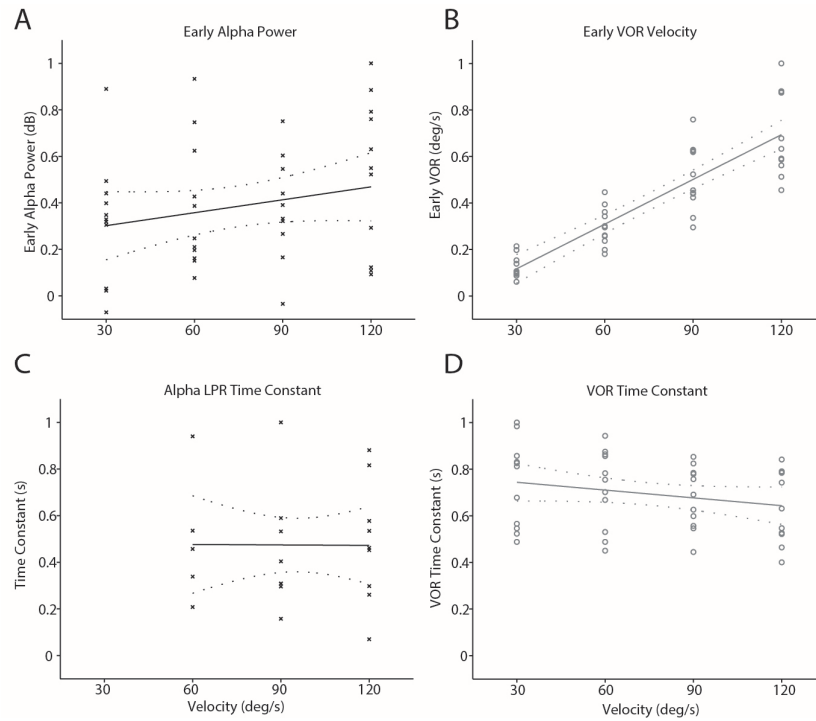 A
Early Alpha Power
Early Alpha Power (dB)
1
0.8
0.6
0.4
0.2
0
30 60 90 120
B
Early VOR Velocity
Early VOR (deg/s)
1
0.8
0.6
0.4
0.2
0
30 60 90 120
C
Alpha LPR Time Constant
Time Constant (s)
1
0.8
0.6
0.4
0.2
0
30 60 90 120
Velocity (deg/s)
D
VOR Time Constant
VOR Time Constant (s)
1
0.8
0.6
0.4
0.2
0
30 60 90 120
Velocity (deg/s)